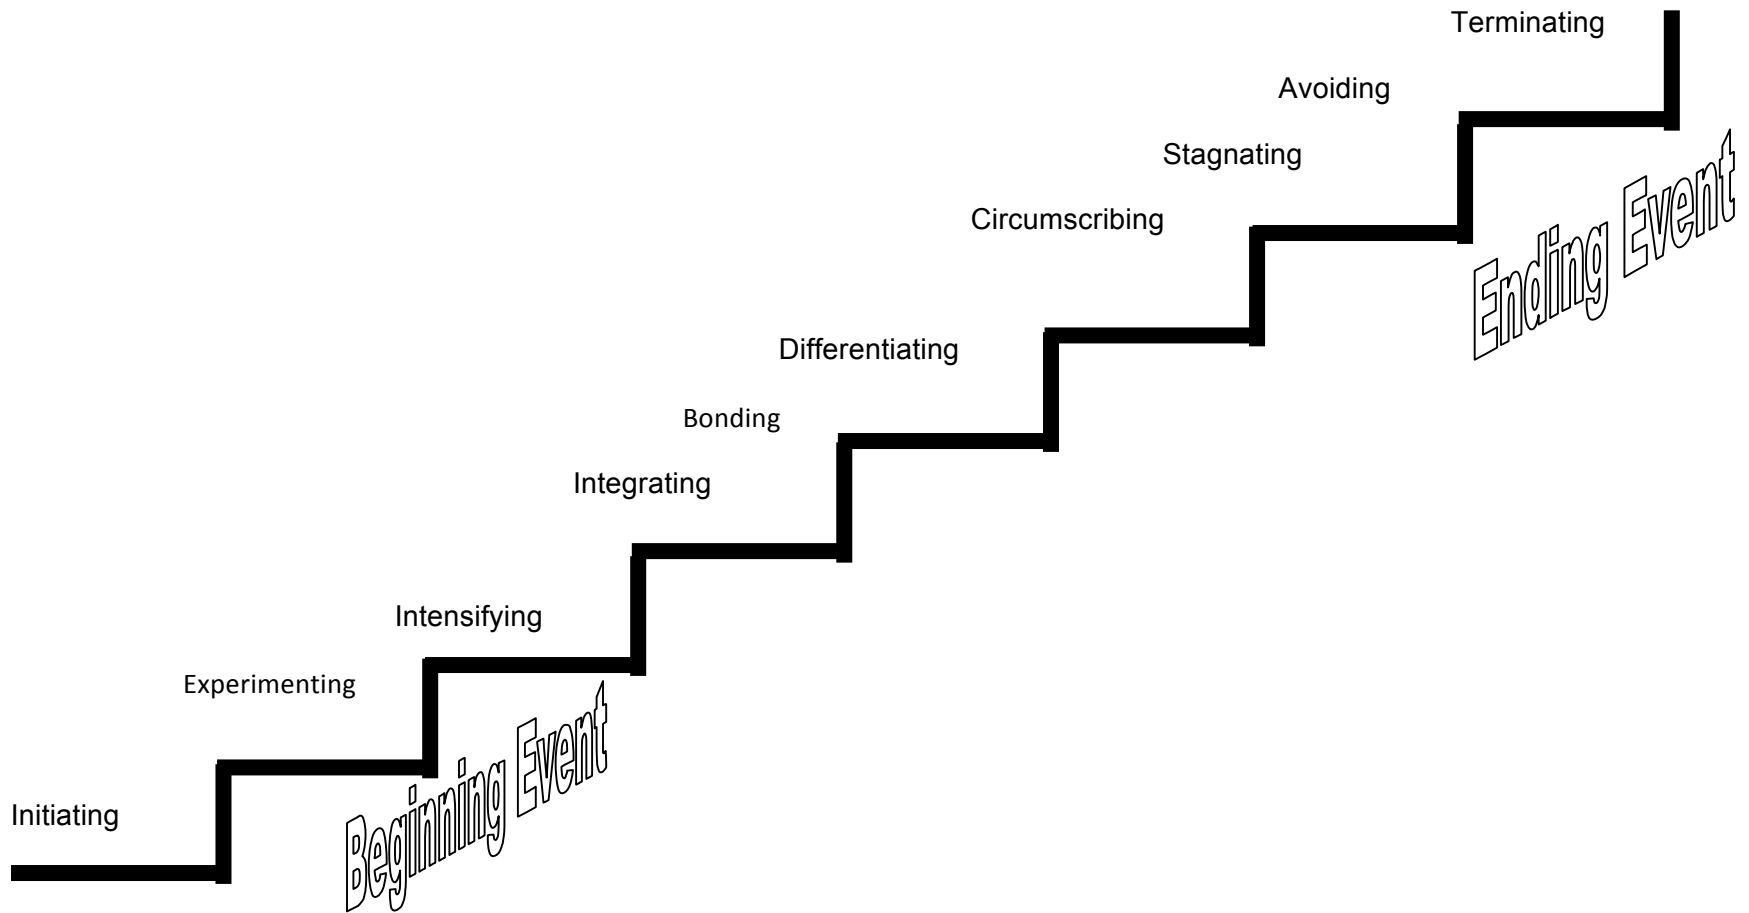 Terminating
Avoiding
Stagnating
Circumscribing
Ending Event
Differentiating
Bonding
Integrating
Intensifying
Experimenting
Beginning Event
Initiating